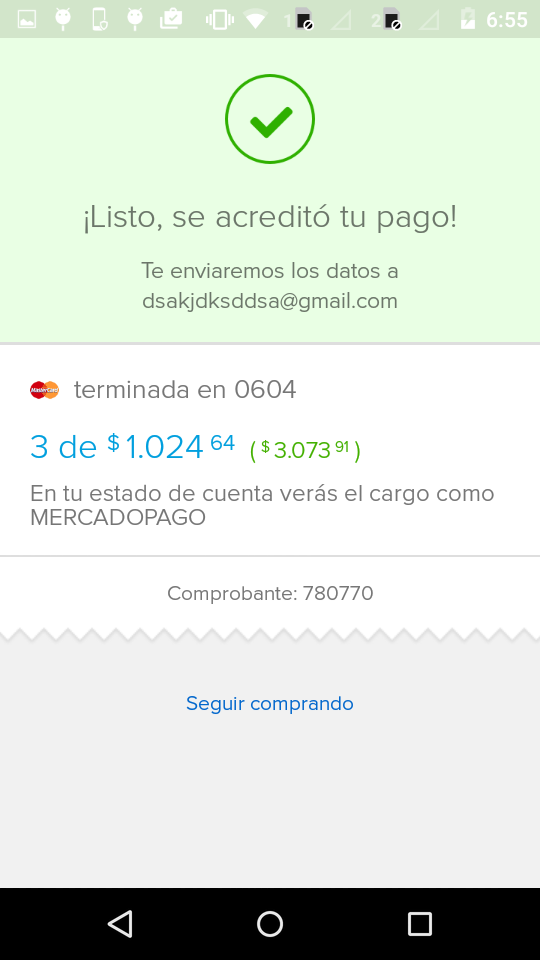 1 2 6:55
¡Listo, se acreditó tu pago!
Te enviaremos los datos a
dsakjdksddsa@gmail.com
MasterCard terminada en 0604
3 de $ 1.024 64 ( $ 3.073 91 )
En tu estado de cuenta verás el cargo como
MERCADOPAGO
Comprobante: 780770
Seguir comprando